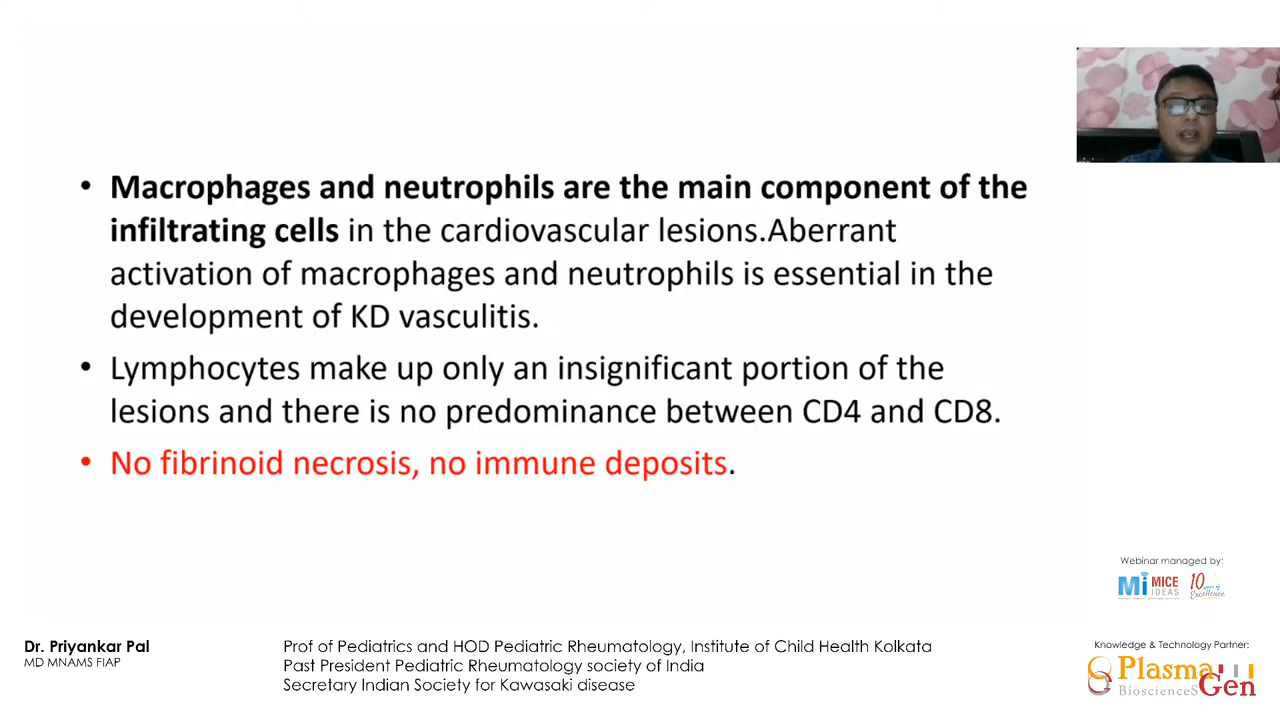 • Macrophages and neutrophils are the main component of the
infiltrating cells in the cardiovascular lesions.Aberrant
activation of macrophages and neutrophils is essential in the
development of KD vasculitis.
• Lymphocytes make up only an insignificant portion of the
lesions and there is no predominance between CD4 and CD8.
• No fibrinoid necrosis, no immune deposits.
Webinar managed by:
Mi MICE IDEAS
10 years of Excellence
Dr. Priyankar Pal
MD MNAMS FIAP
Prof of Pediatrics and HOD Pediatric Rheumatology, Institute of Child Health Kolkata
Past President Pediatric Rheumatology society of India
Secretary Indian Society for Kawasaki disease
Knowledge & Technology Partner:
Plasma
BioscienceS Gen